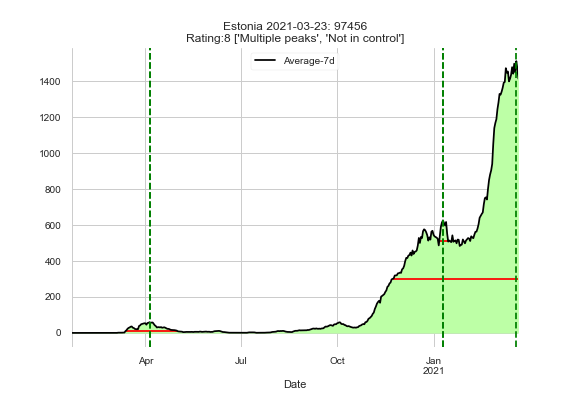 Estonia 2021-03-23: 97456
Rating:8 ['Multiple peaks', 'Not in control']
Average-7d
1400
1200
1000
800
600
400
200
0
Apr
Jul
Oct
Jan
2021
Date